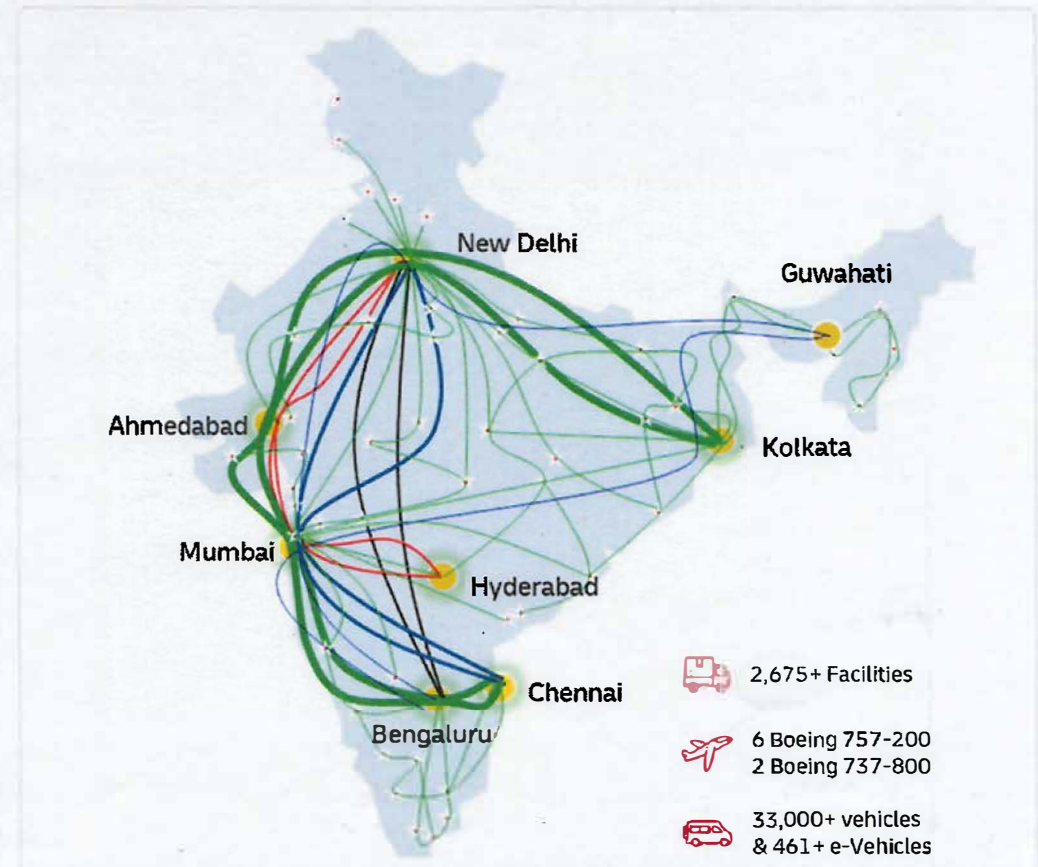 New Delhi
Guwahati
Ahmedabad
Kolkata
Mumbai
Hyderabad
Chennai
Bengaluru
2,675+ Facilities
6 Boeing 757-200
2 Boeing 737-800
33,000+ vehicles
& 461+ e-Vehicles